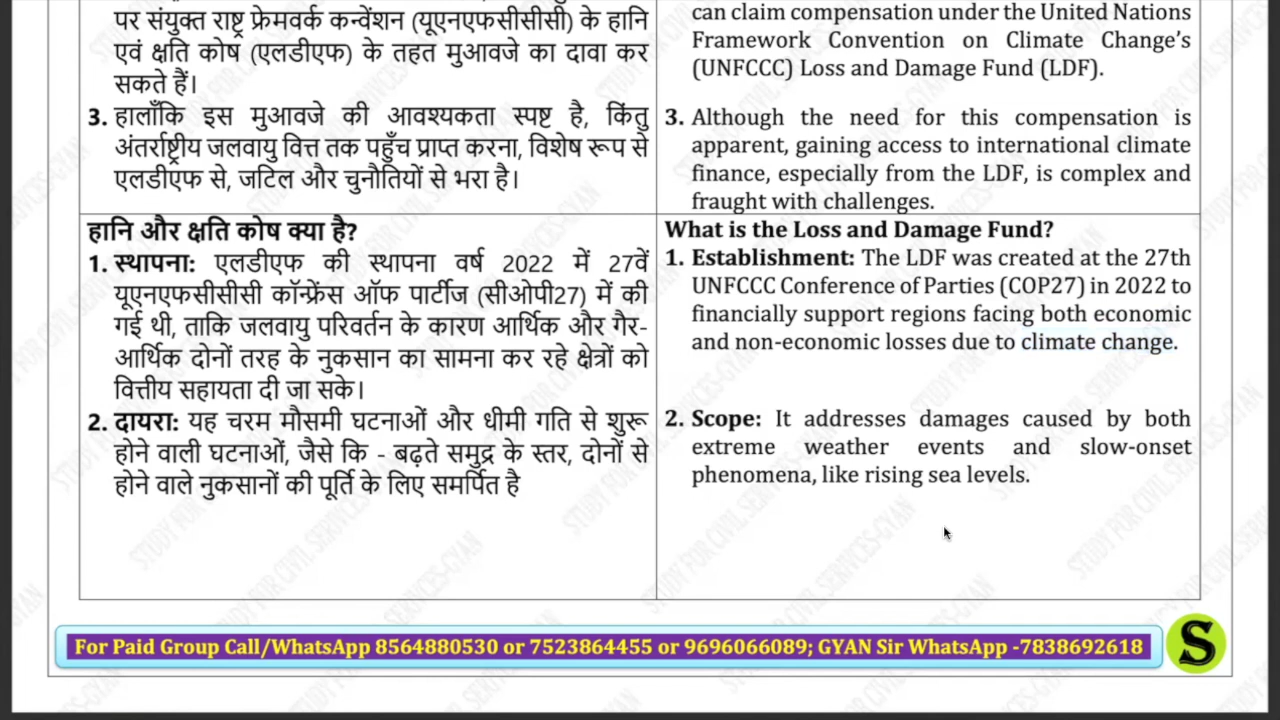 पर संयुक्त राष्ट्र फ्रेमवर्क कन्वेंशन (यूएनएफसीसीसी) के हानि
एवं क्षति कोष (एलडीएफ) के तहत मुआवजे का दावा कर
सकते हैं।
3. हालाँकि इस मुआवजे की आवश्यकता स्पष्ट है, किंतु
अंतर्राष्ट्रीय जलवायु वित्त तक पहुँच प्राप्त करना, विशेष रूप से
एलडीएफ से, जटिल और चुनौतियों से भरा है।
can claim compensation under the United Nations
Framework Convention on Climate Change's
(UNFCCC) Loss and Damage Fund (LDF).
3. Although the need for this compensation is
apparent, gaining access to international climate
finance, especially from the LDF, is complex and
fraught with challenges.
हानि और क्षति कोष क्या है?
1. स्थापना: एलडीएफ की स्थापना वर्ष 2022 में 27वें
यूएनएफसीसीसी कॉन्फ्रेंस ऑफ पार्टीज (सीओपी27) में की
गई थी, ताकि जलवायु परिवर्तन के कारण आर्थिक और गैर-
आर्थिक दोनों तरह के नुकसान का सामना कर रहे क्षेत्रों को
वित्तीय सहायता दी जा सके।
2. दायरा: यह चरम मौसमी घटनाओं और धीमी गति से शुरू
होने वाली घटनाओं, जैसे कि - बढ़ते समुद्र के स्तर, दोनों से
होने वाले नुकसानों की पूर्ति के लिए समर्पित है
What is the Loss and Damage Fund?
1. Establishment: The LDF was created at the 27th
UNFCCC Conference of Parties (COP27) in 2022 to
financially support regions facing both economic
and non-economic losses due to climate change.
2. Scope: It addresses damages caused by both
extreme weather events and slow-onset
phenomena, like rising sea levels.
For Paid Group Call/WhatsApp 8564880530 or 7523864455 or 9696066089; GYAN Sir WhatsApp -7838692618
S
STUDY FOR CIVIL SERVICES-GYAN